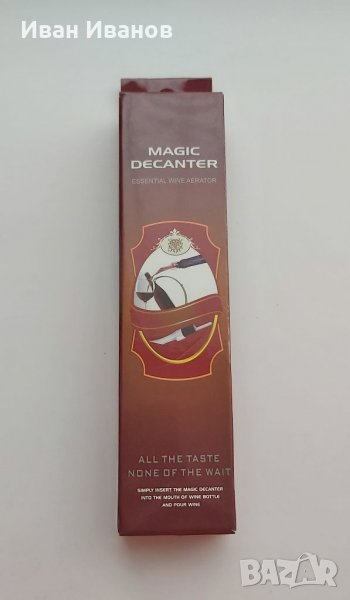 Иван Иванов
MAGIC
DECANTER
ESSENTIAL WINE AERATOR
ALL THE TASTE
NONE OF THE WAIT
SIMPLY INSERT THE MAGIC DECANTER
INTO THE MOUTH OF WINE BOTTLE
AND POUR WINE
BAZAR